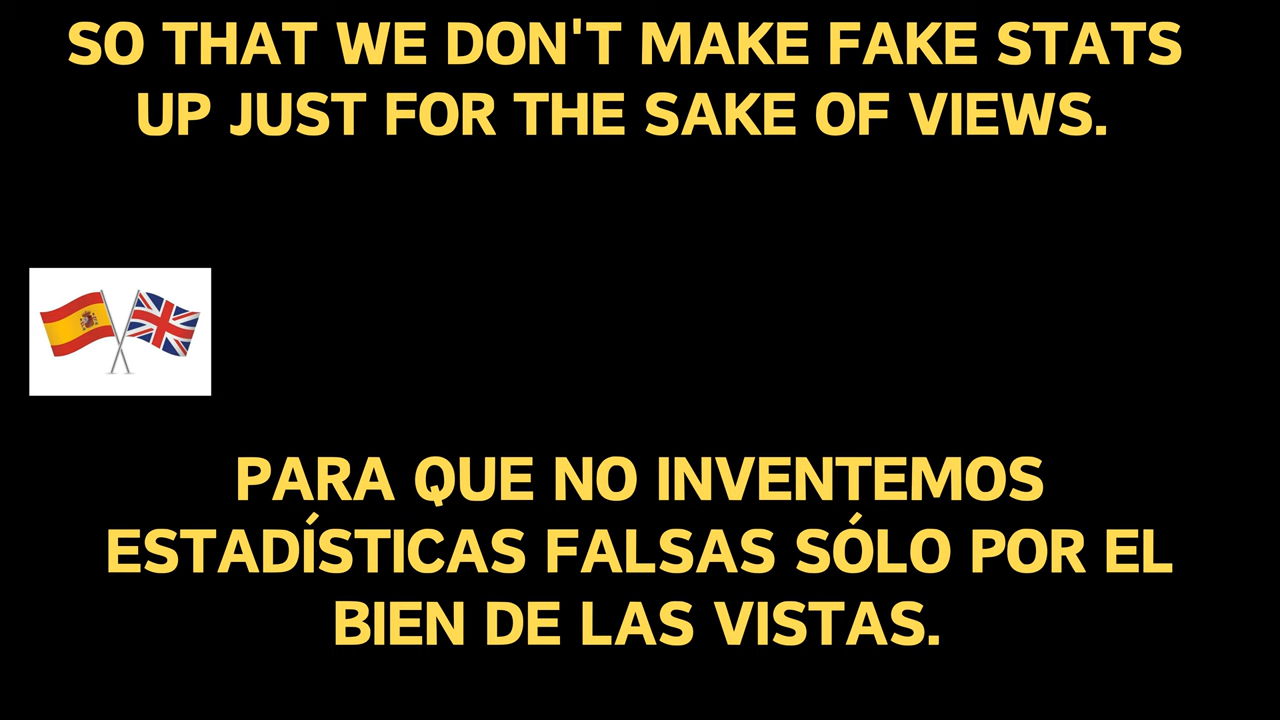 SO THAT WE DON'T MAKE FAKE STATS
UP JUST FOR THE SAKE OF VIEWS.
PARA QUE NO INVENTEMOS
ESTADÍSTICAS FALSAS SÓLO POR EL
BIEN DE LAS VISTAS.